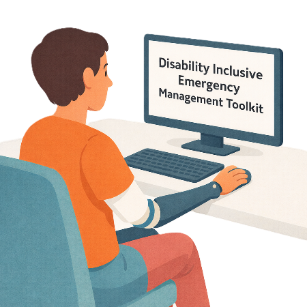 Disability Inclusive
Emergency
Management Toolkit